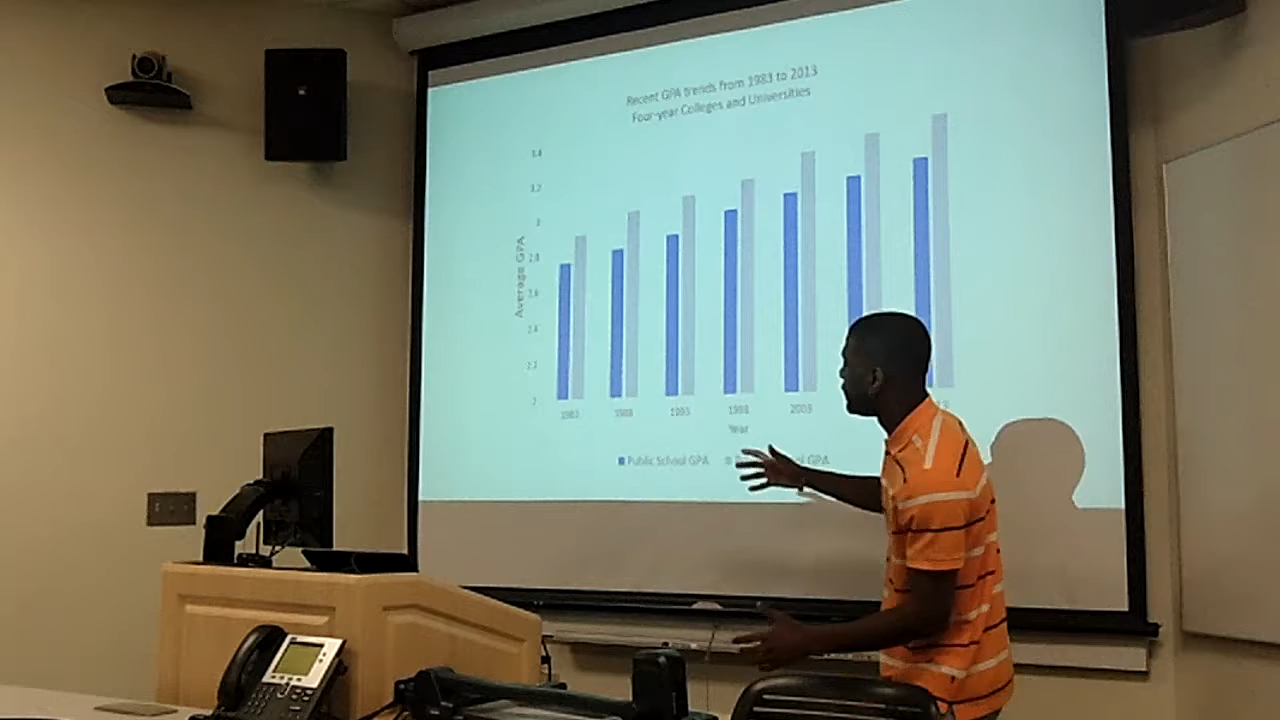 Recent GPA trends from 1983 to 2013
Four-year Colleges and Universities
3.4
3.2
3
2.8
2.6
2.4
2.2
2
Average GPA
1983 1988 1993 1998 2003
Year
Public School GPA GPA